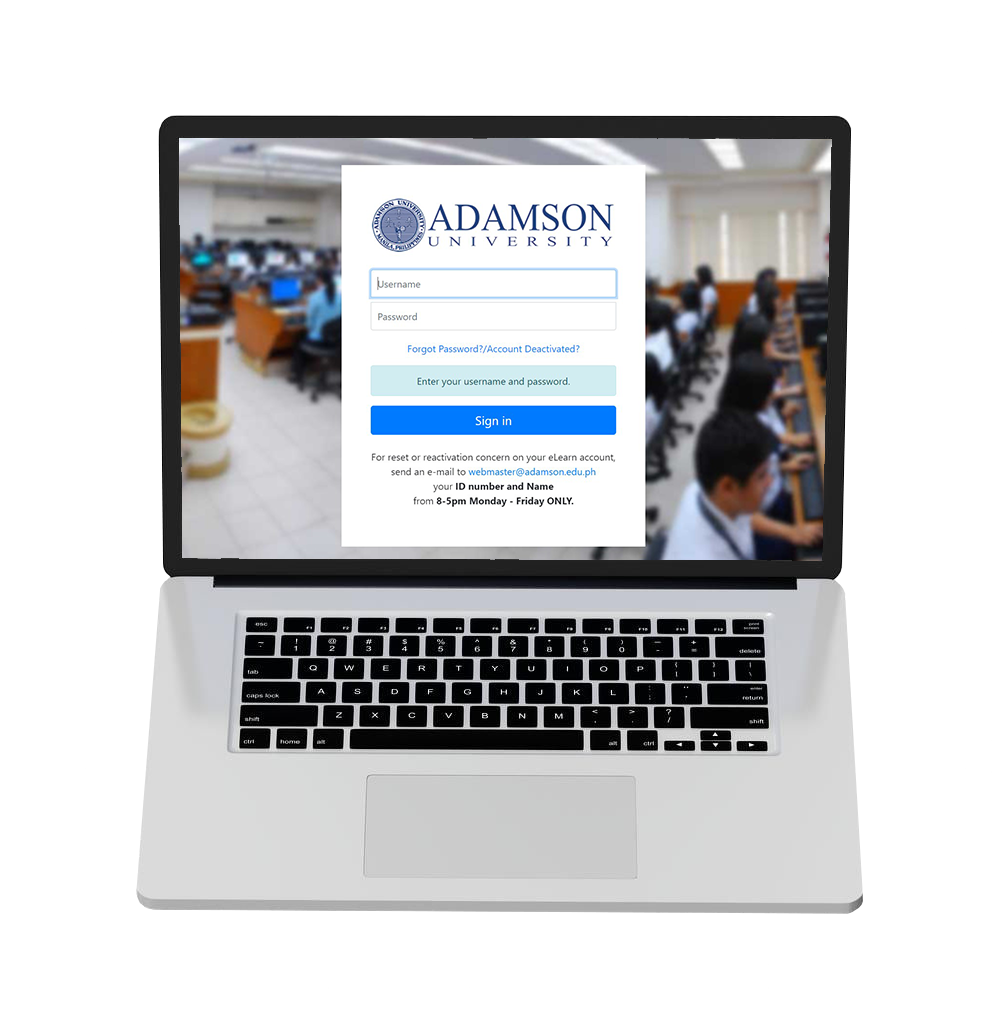 ADAMSON UNIVERSITY
MANILA, PHILIPPINES
ADAMSON
UNIVERSITY
Username
Password
Forgot Password?/Account Deactivated?
Enter your username and password.
Sign in
For reset or reactivation concern on your eLearn account,
send an e-mail to webmaster@adamson.edu.ph
your ID number and Name
from 8-5pm Monday - Friday ONLY.
esc F1 F2 F3 F4 F5 F6 F7 F8 F9 F10 F11 F12 print screen
~ ` ! 1 @ 2 # 3 $ 4 % 5 ^ 6 & 7 * 8 ( 9 ) 0 _ - + = delete
tab Q W E R T Y U I O P { [ } ] | \
caps lock A S D F G H J K L : ; " ' enter return
shift Z X C V B N M < , > . ? / shift
ctrl home alt alt ctrl ◄ ▲ ▼ ►